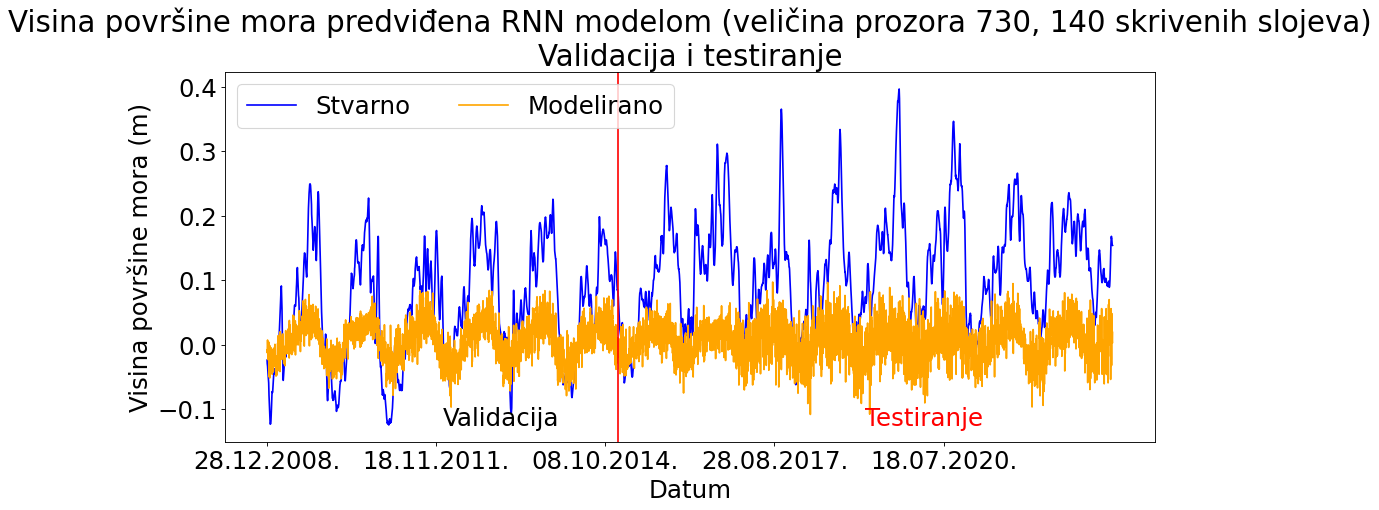 Visina površine mora predviđena RNN modelom (veličina prozora 730, 140 skrivenih slojeva)
Validacija i testiranje
Stvarno
Modelirano
Visina površine mora (m)
0.4
0.3
0.2
0.1
0.0
−0.1
Validacija
Testiranje
28.12.2008.
18.11.2011.
08.10.2014.
28.08.2017.
18.07.2020.
Datum